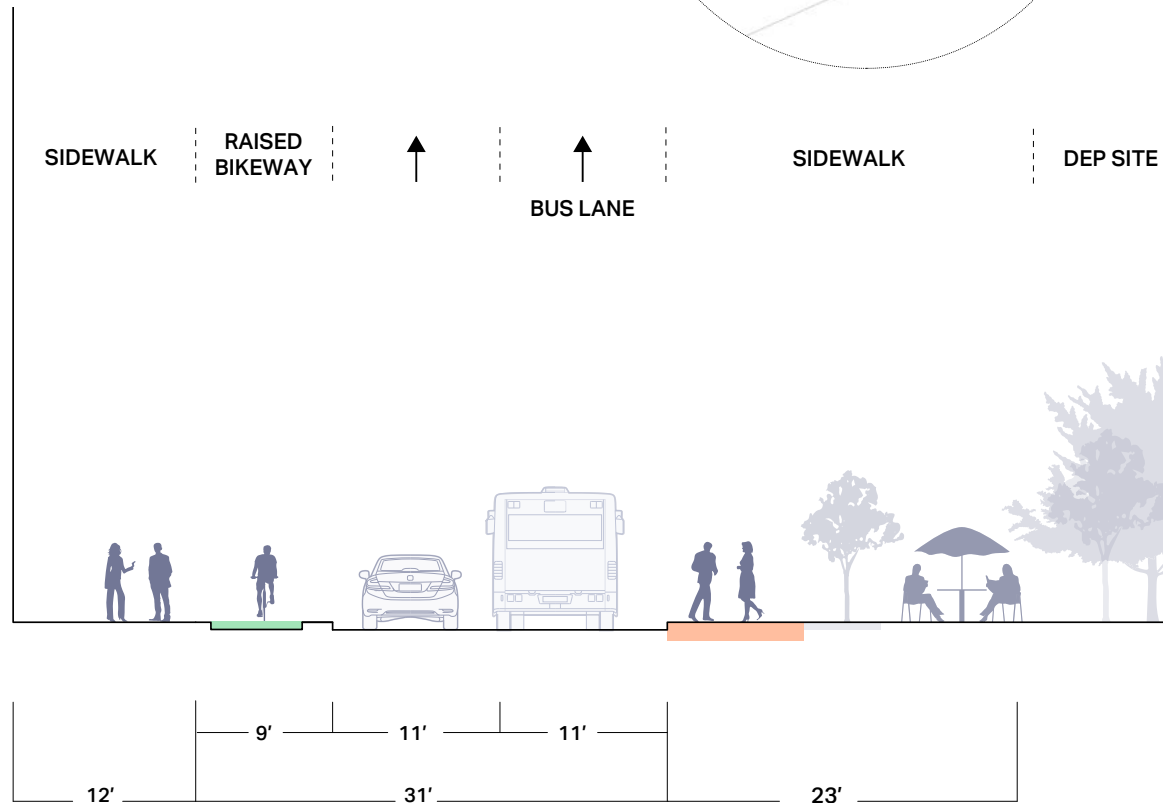 SIDEWALK
RAISED
BIKEWAY
BUS LANE
SIDEWALK
DEP SITE
9'
11'
11'
12'
31'
23'